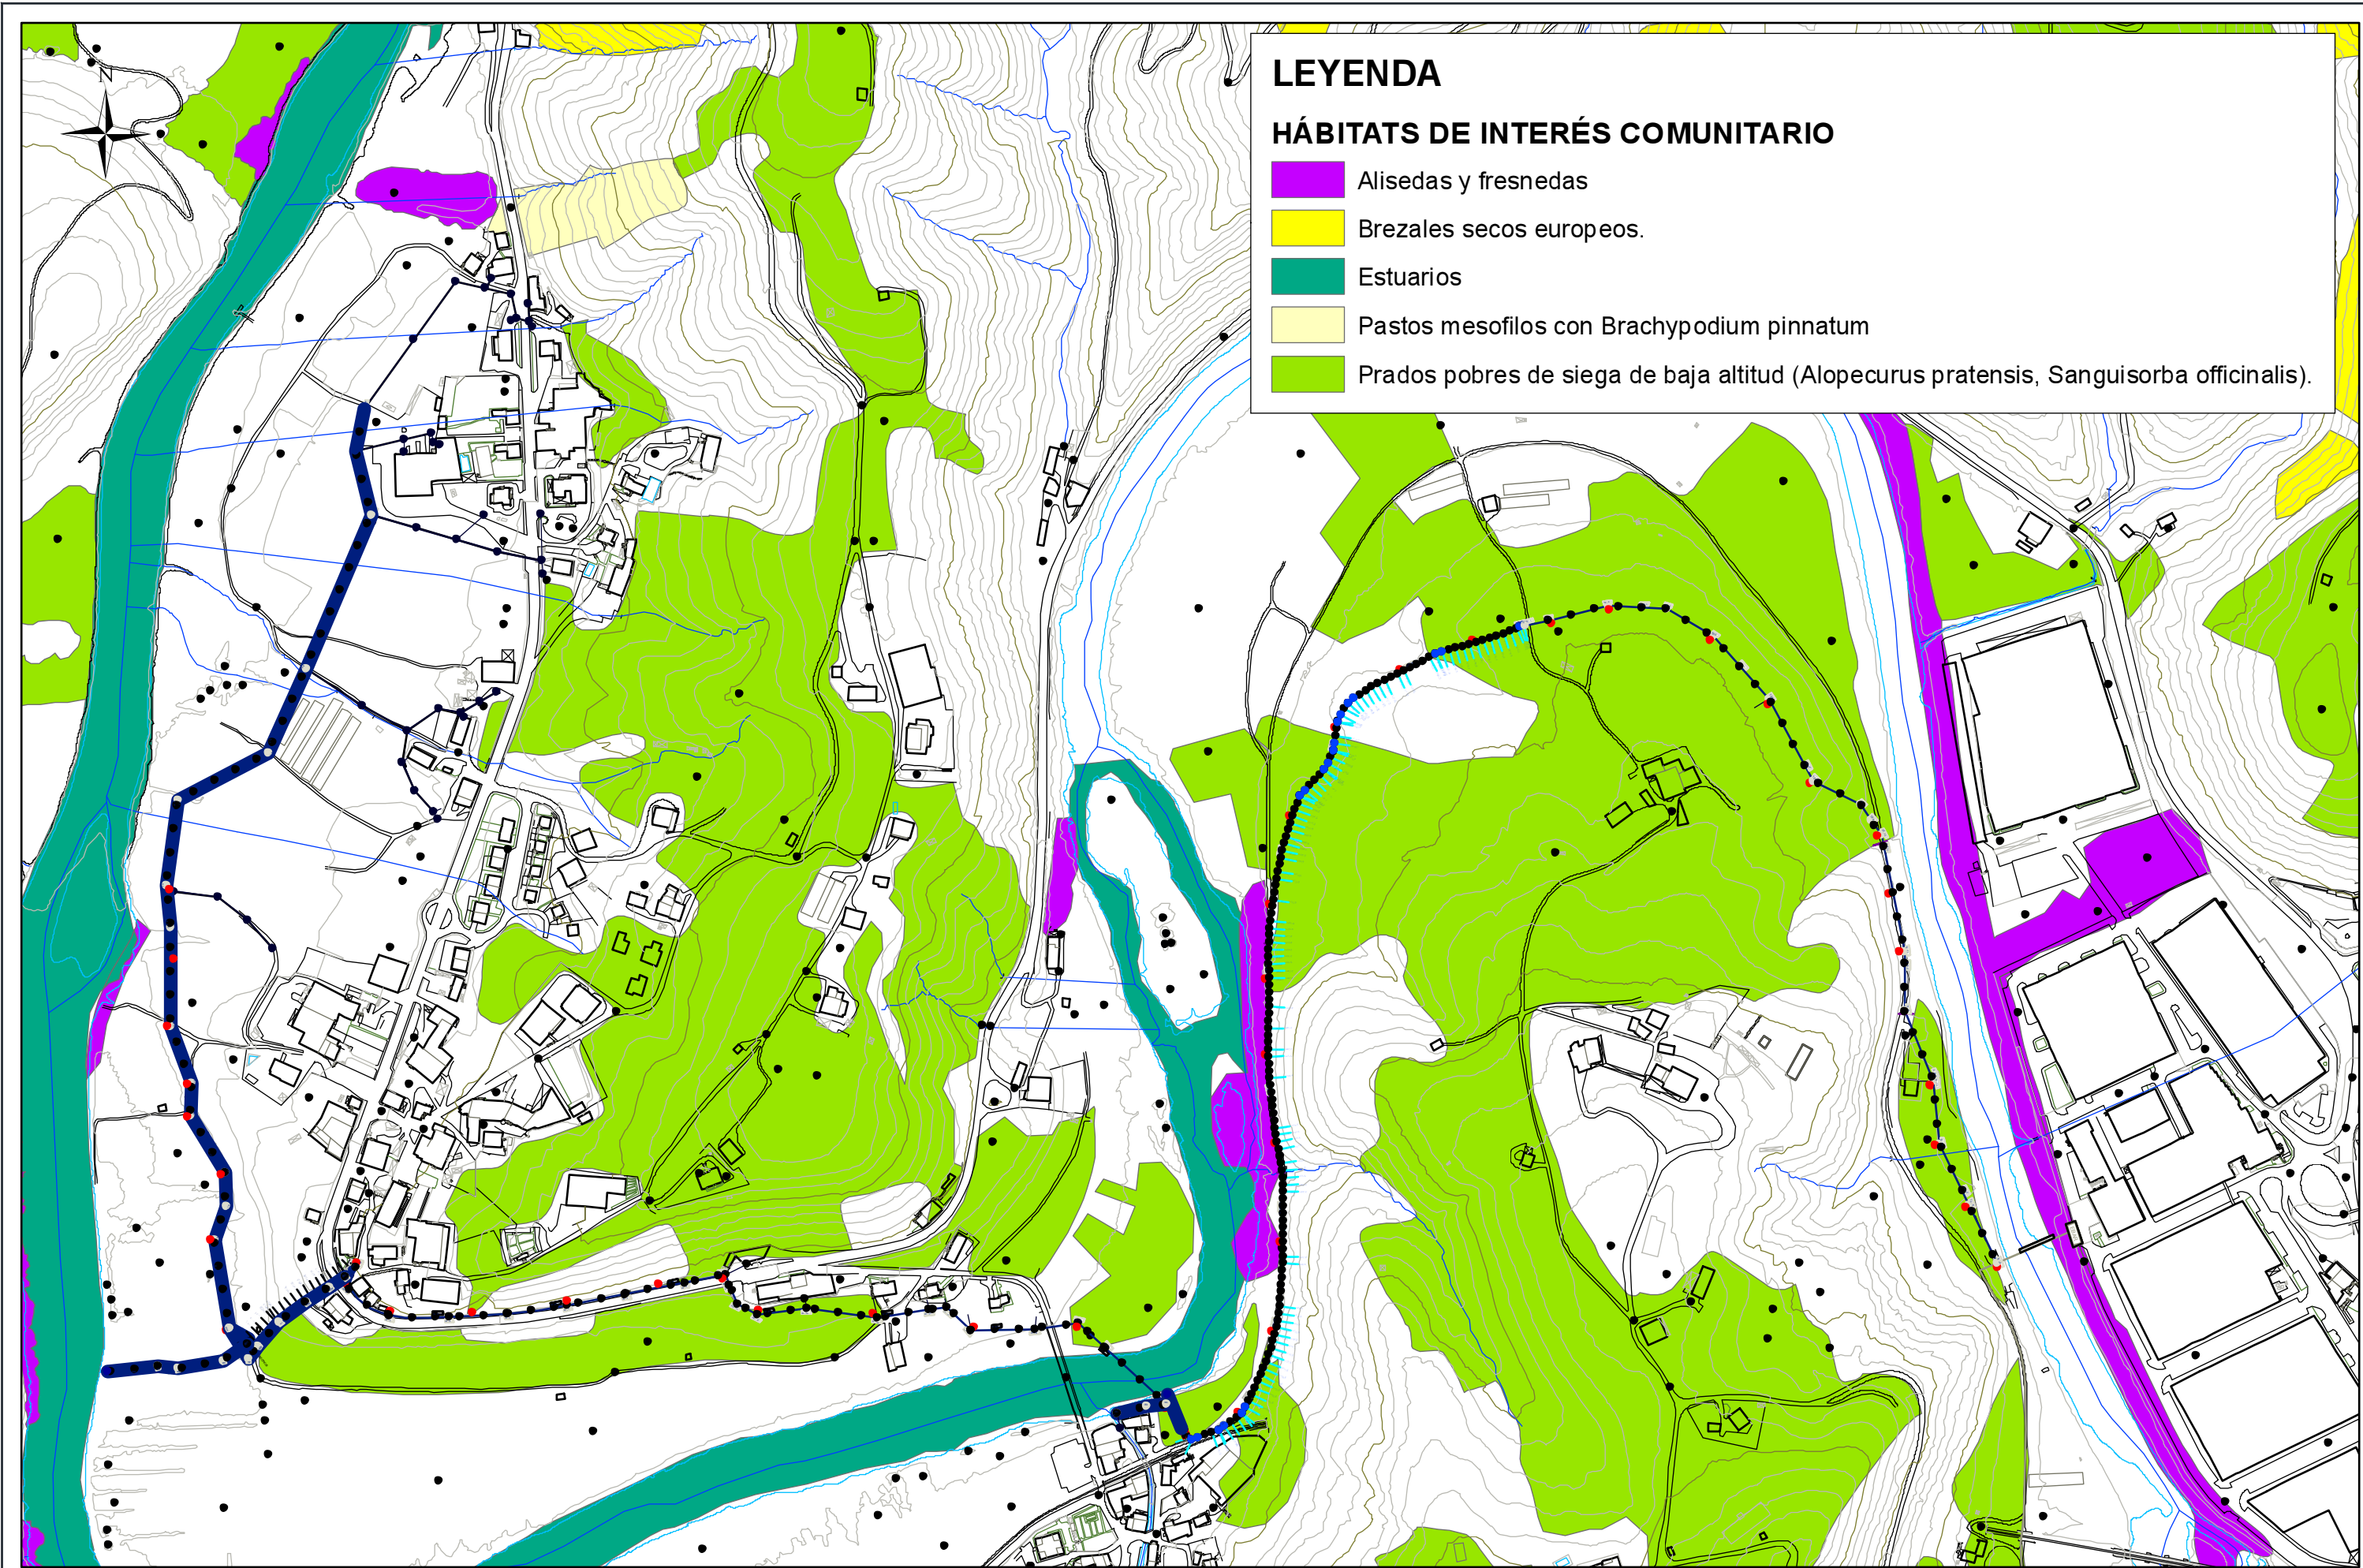 N
LEYENDA
HÁBITATS DE INTERÉS COMUNITARIO
Alisedas y fresnedas
Brezales secos europeos.
Estuarios
Pastos mesofilos con Brachypodium pinnatum
Prados pobres de siega de baja altitud (Alopecurus pratensis, Sanguisorba officinalis).